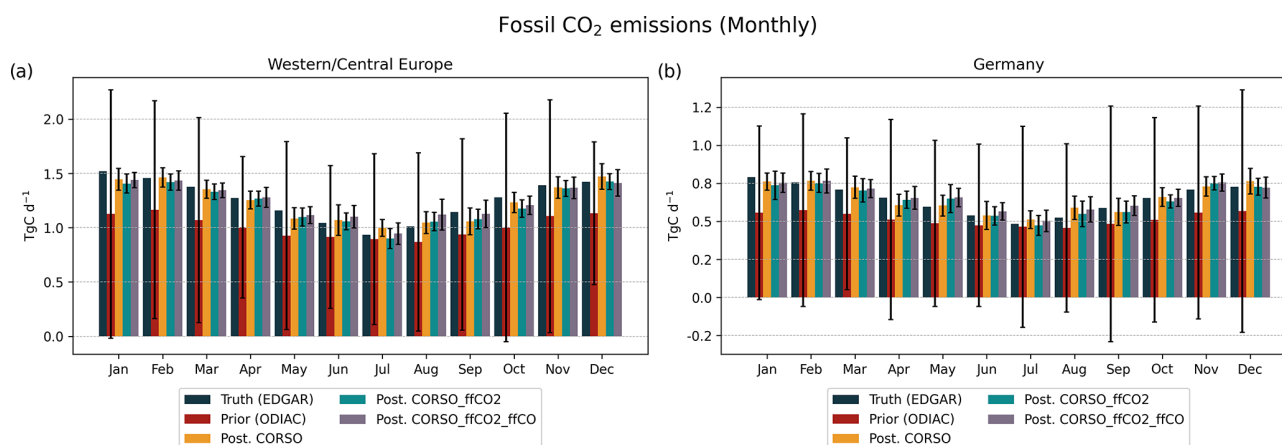 Fossil CO₂ emissions (Monthly)
(a)
Western/Central Europe
TgC d⁻¹
2.0
1.5
1.0
0.5
0.0
Jan Feb Mar Apr May Jun Jul Aug Sep Oct Nov Dec
Truth (EDGAR)
Prior (ODIAC)
Post. CORSO
Post. CORSO_ffCO2
Post. CORSO_ffCO2_ffCO
(b)
Germany
TgC d⁻¹
1.2
1.0
0.8
0.5
0.2
0.0
-0.2
Jan Feb Mar Apr May Jun Jul Aug Sep Oct Nov Dec
Truth (EDGAR)
Prior (ODIAC)
Post. CORSO
Post. CORSO_ffCO2
Post. CORSO_ffCO2_ffCO